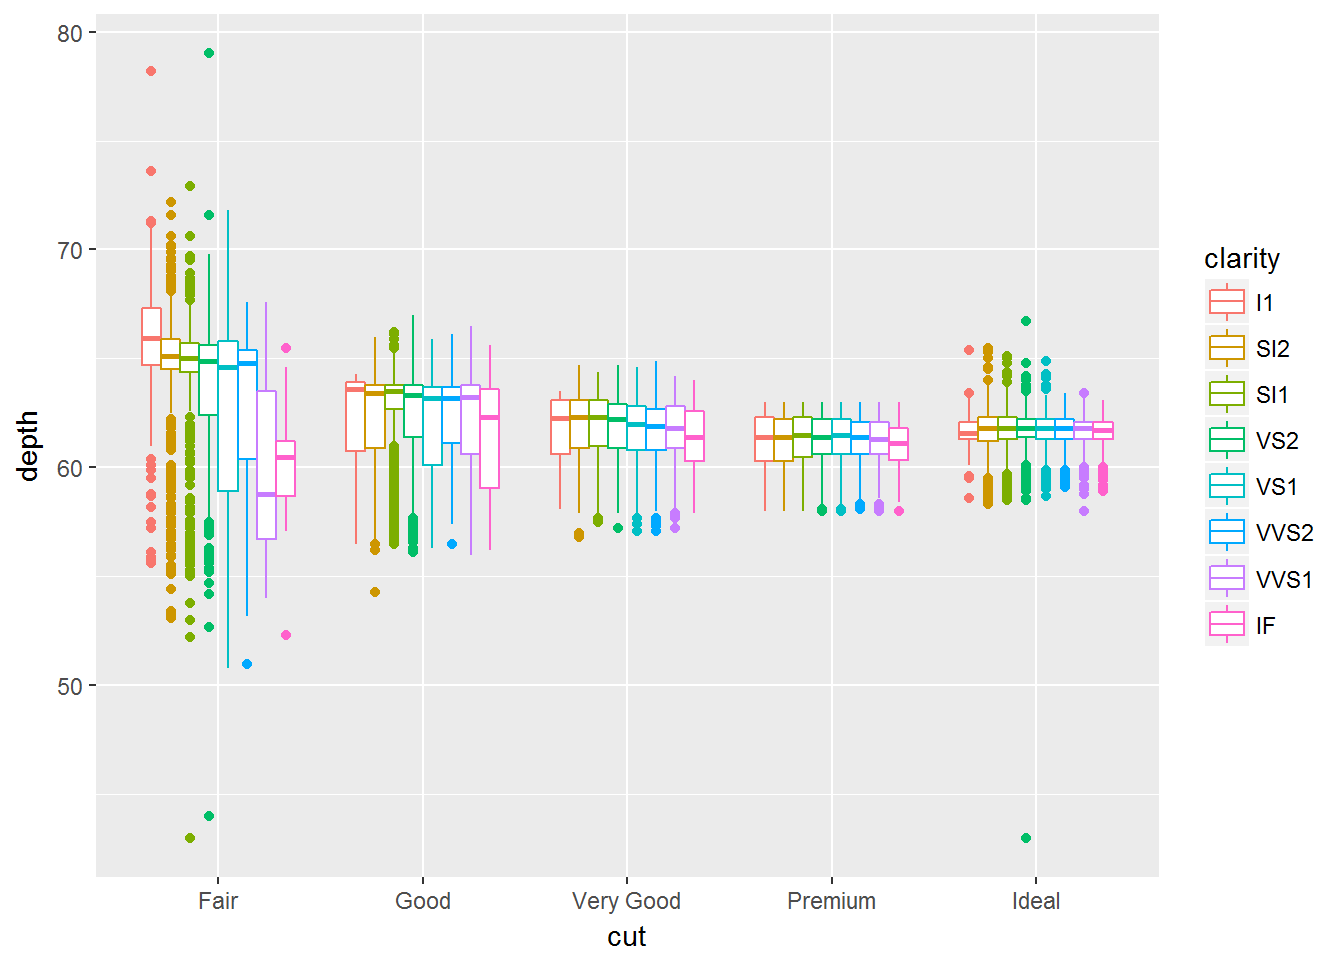 80
70
60
50
depth
Fair
Good
Very Good
Premium
Ideal
cut
clarity
I1
SI2
SI1
VS2
VS1
VVS2
VVS1
IF